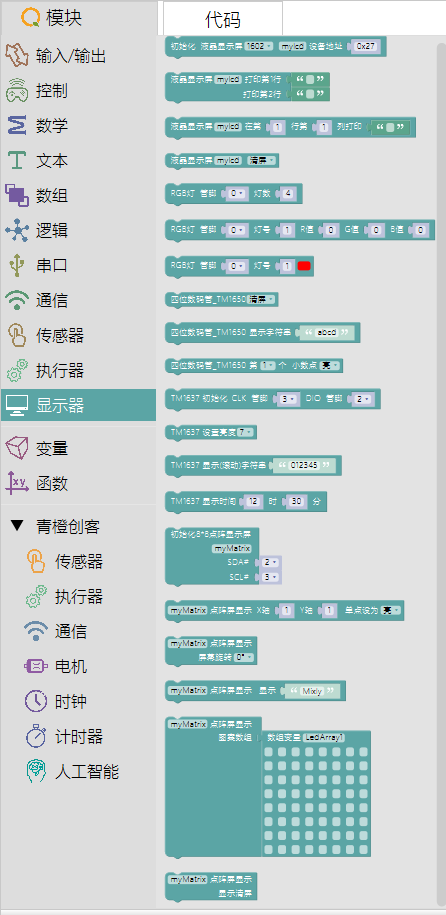 模块
代码
输入/输出
控制
数学
文本
数组
逻辑
串口
通信
传感器
执行器
显示器
变量
函数
青橙创客
传感器
执行器
通信
电机
时钟
计时器
人工智能
初始化 液晶显示屏 1602 mylcd 设备地址 0x27
液晶显示屏 mylcd 打印第1行 “ ”
打印第2行 “ ”
液晶显示屏 mylcd 在第 1 行第 1 列打印 “ ”
液晶显示屏 mylcd 清屏
RGB灯 管脚 0 灯数 4
RGB灯 管脚 0 灯号 1 R值 0 G值 0 B值 0
RGB灯 管脚 0 灯号 1
四位数码管_TM1650 清屏
四位数码管_TM1650 显示字符串 “ abcd ”
四位数码管_TM1650 第 1 个 小数点 亮
TM1637 初始化 CLK 管脚 3 DIO 管脚 2
TM1637 设置亮度 7
TM1637 显示(滚动)字符串 “ 012345 ”
TM1637 显示时间 12 时 30 分
初始化8*8点阵显示屏
myMatrix
SDA# 2
SCL# 3
myMatrix 点阵屏显示 X轴 1 Y轴 1 单点设为 亮
myMatrix 点阵屏显示
屏幕旋转 0°
myMatrix 点阵屏显示 显示 “ Mixly ”
myMatrix 点阵屏显示
图案数组 数组变量 LedArray1
myMatrix 点阵屏显示
显示清屏